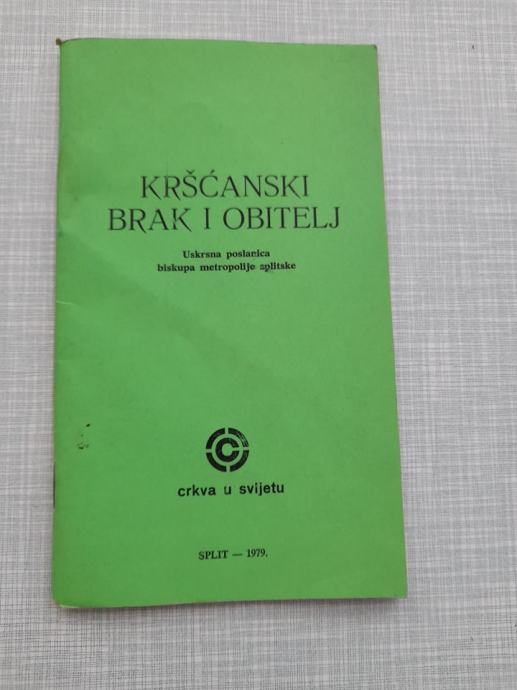 KRŠĆANSKI
BRAK I OBITELJ
Uskrsna poslanica
biskupa metropolije splitske
C
crkva u svijetu
SPLIT — 1979.